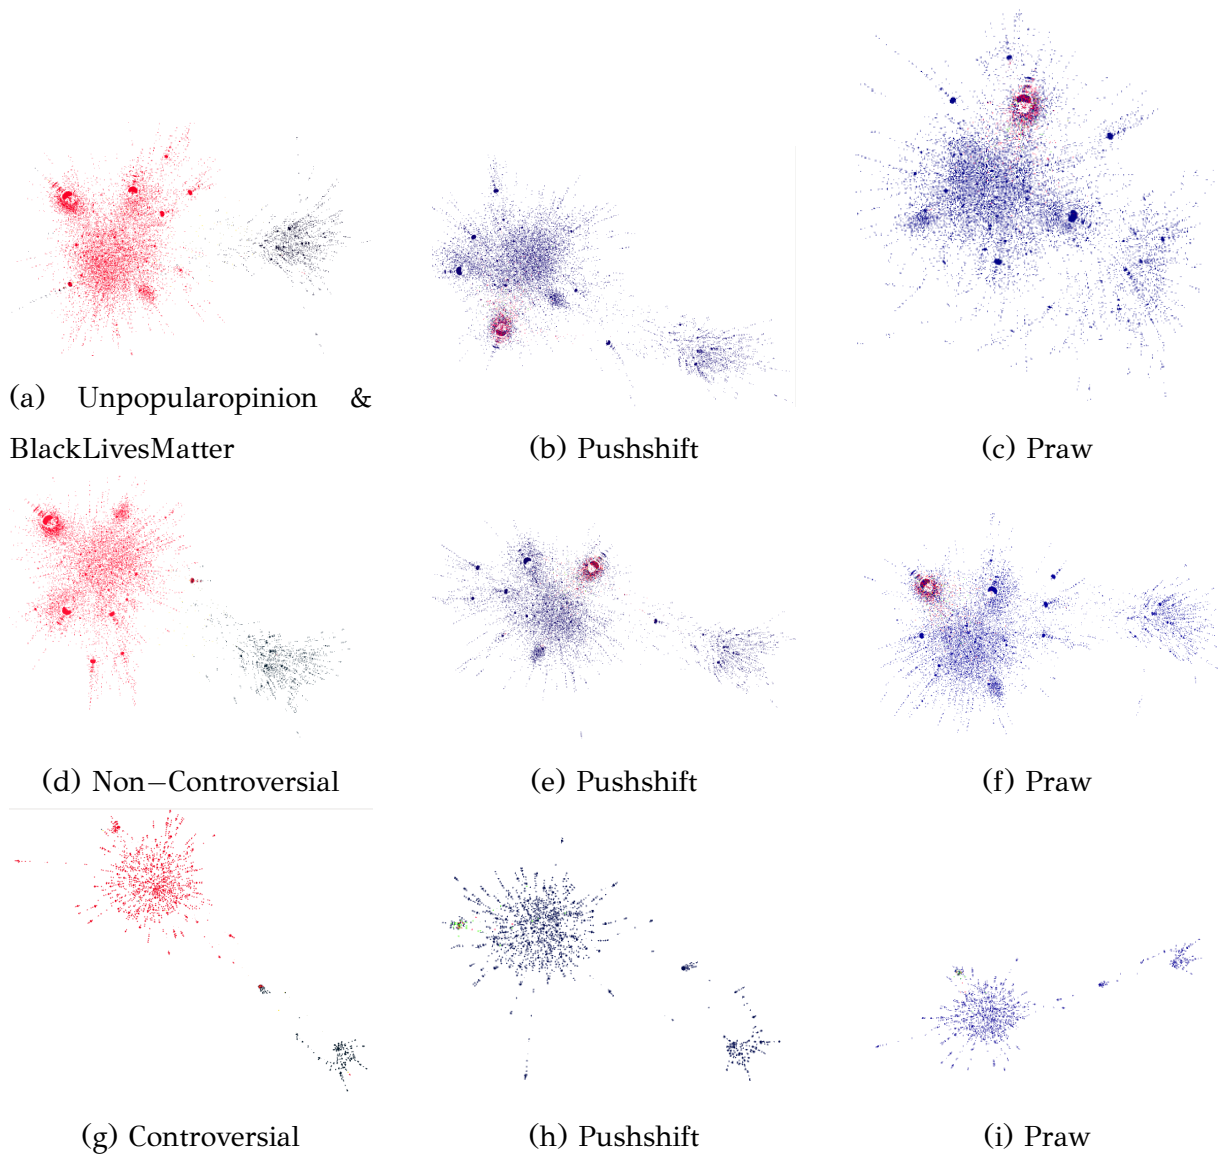 (a) Unpopularopinion &
BlackLivesMatter
(b) Pushshift
(c) Praw
(d) Non−Controversial
(e) Pushshift
(f) Praw
(g) Controversial
(h) Pushshift
(i) Praw